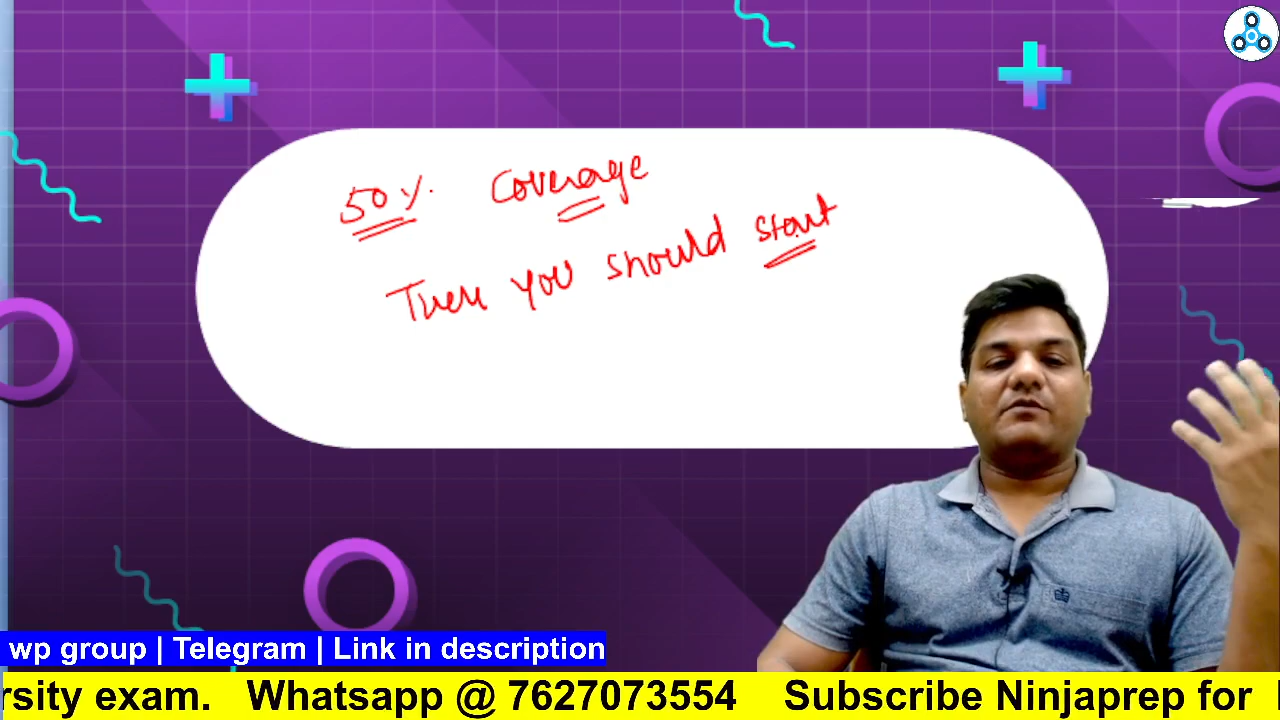 50% Coverage
Then you should start
wp group | Telegram | Link in description
rsity exam. Whatsapp @ 7627073554 Subscribe Ninjaprep for